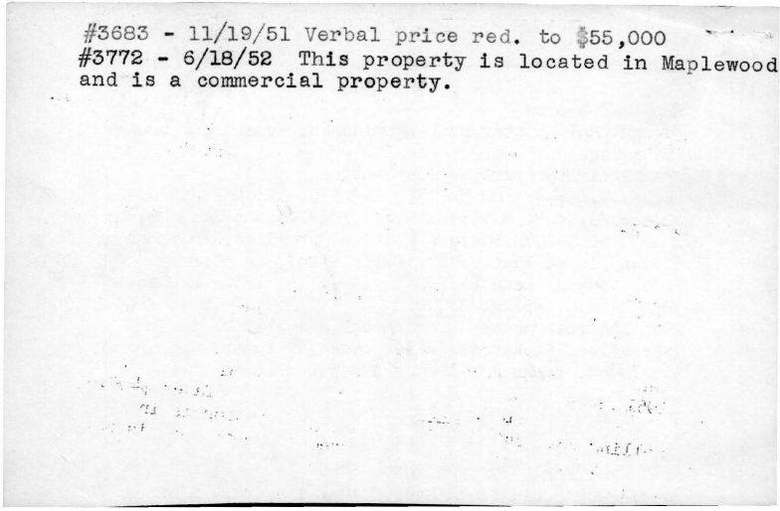 #3683 - 11/19/51 Verbal price red. to $55,000
#3772 - 6/18/52 This property is located in Maplewood
and is a commercial property.